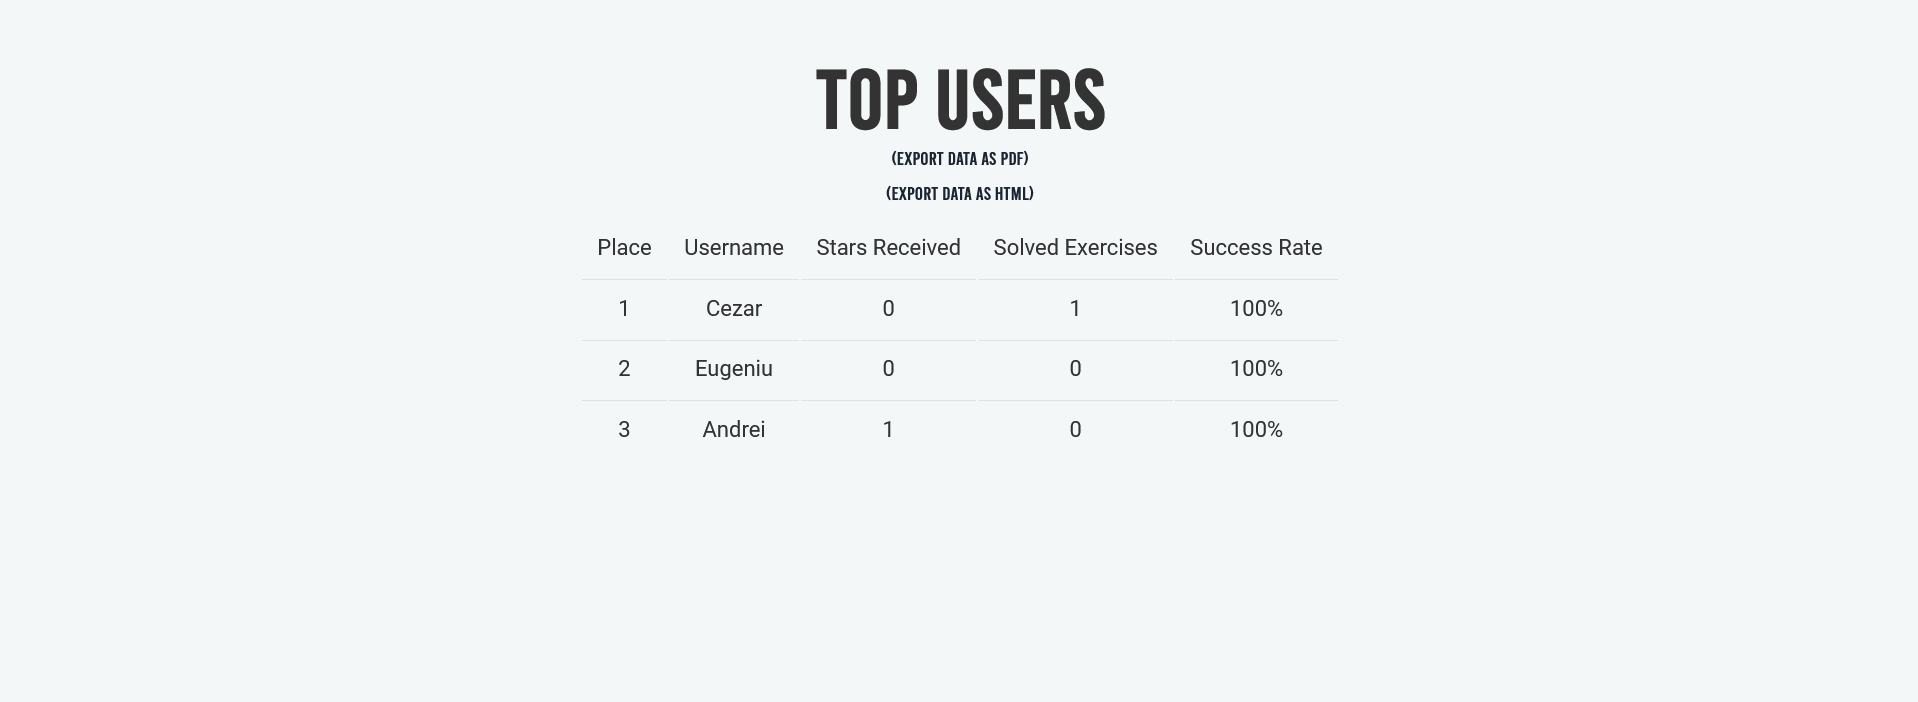 TOP USERS
(EXPORT DATA AS PDF)
(EXPORT DATA AS HTML)
Place Username Stars Received Solved Exercises Success Rate
1 Cezar 0 1 100%
2 Eugeniu 0 0 100%
3 Andrei 1 0 100%